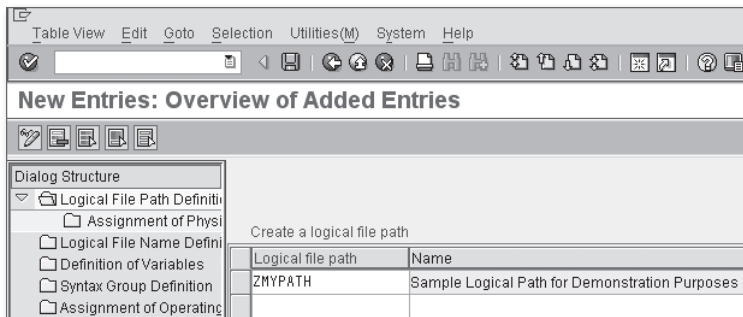 Table View Edit Goto Selection Utilities(M) System Help
New Entries: Overview of Added Entries
Dialog Structure
Logical File Path Definiti
Assignment of Physi
Logical File Name Defini
Definition of Variables
Syntax Group Definition
Assignment of Operating
Create a logical file path
Logical file path Name
ZMYPATH Sample Logical Path for Demonstration Purposes